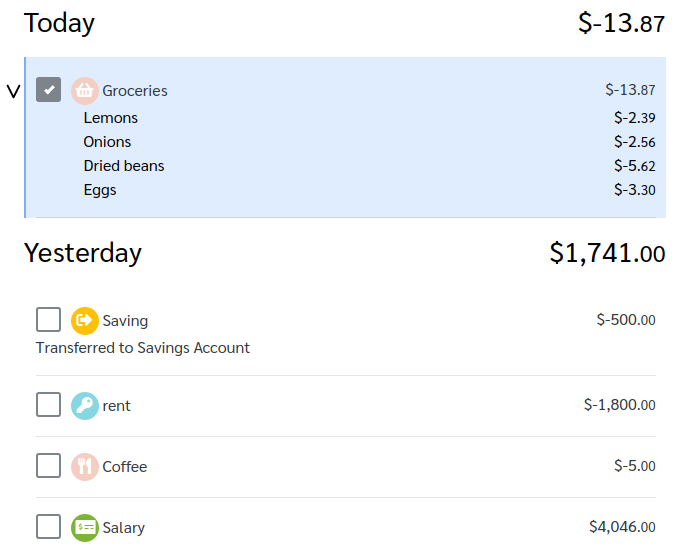 Today $-13.87
Groceries $-13.87
Lemons $-2.39
Onions $-2.56
Dried beans $-5.62
Eggs $-3.30
Yesterday $1,741.00
Saving $-500.00
Transferred to Savings Account
rent $-1,800.00
Coffee $-5.00
Salary $4,046.00